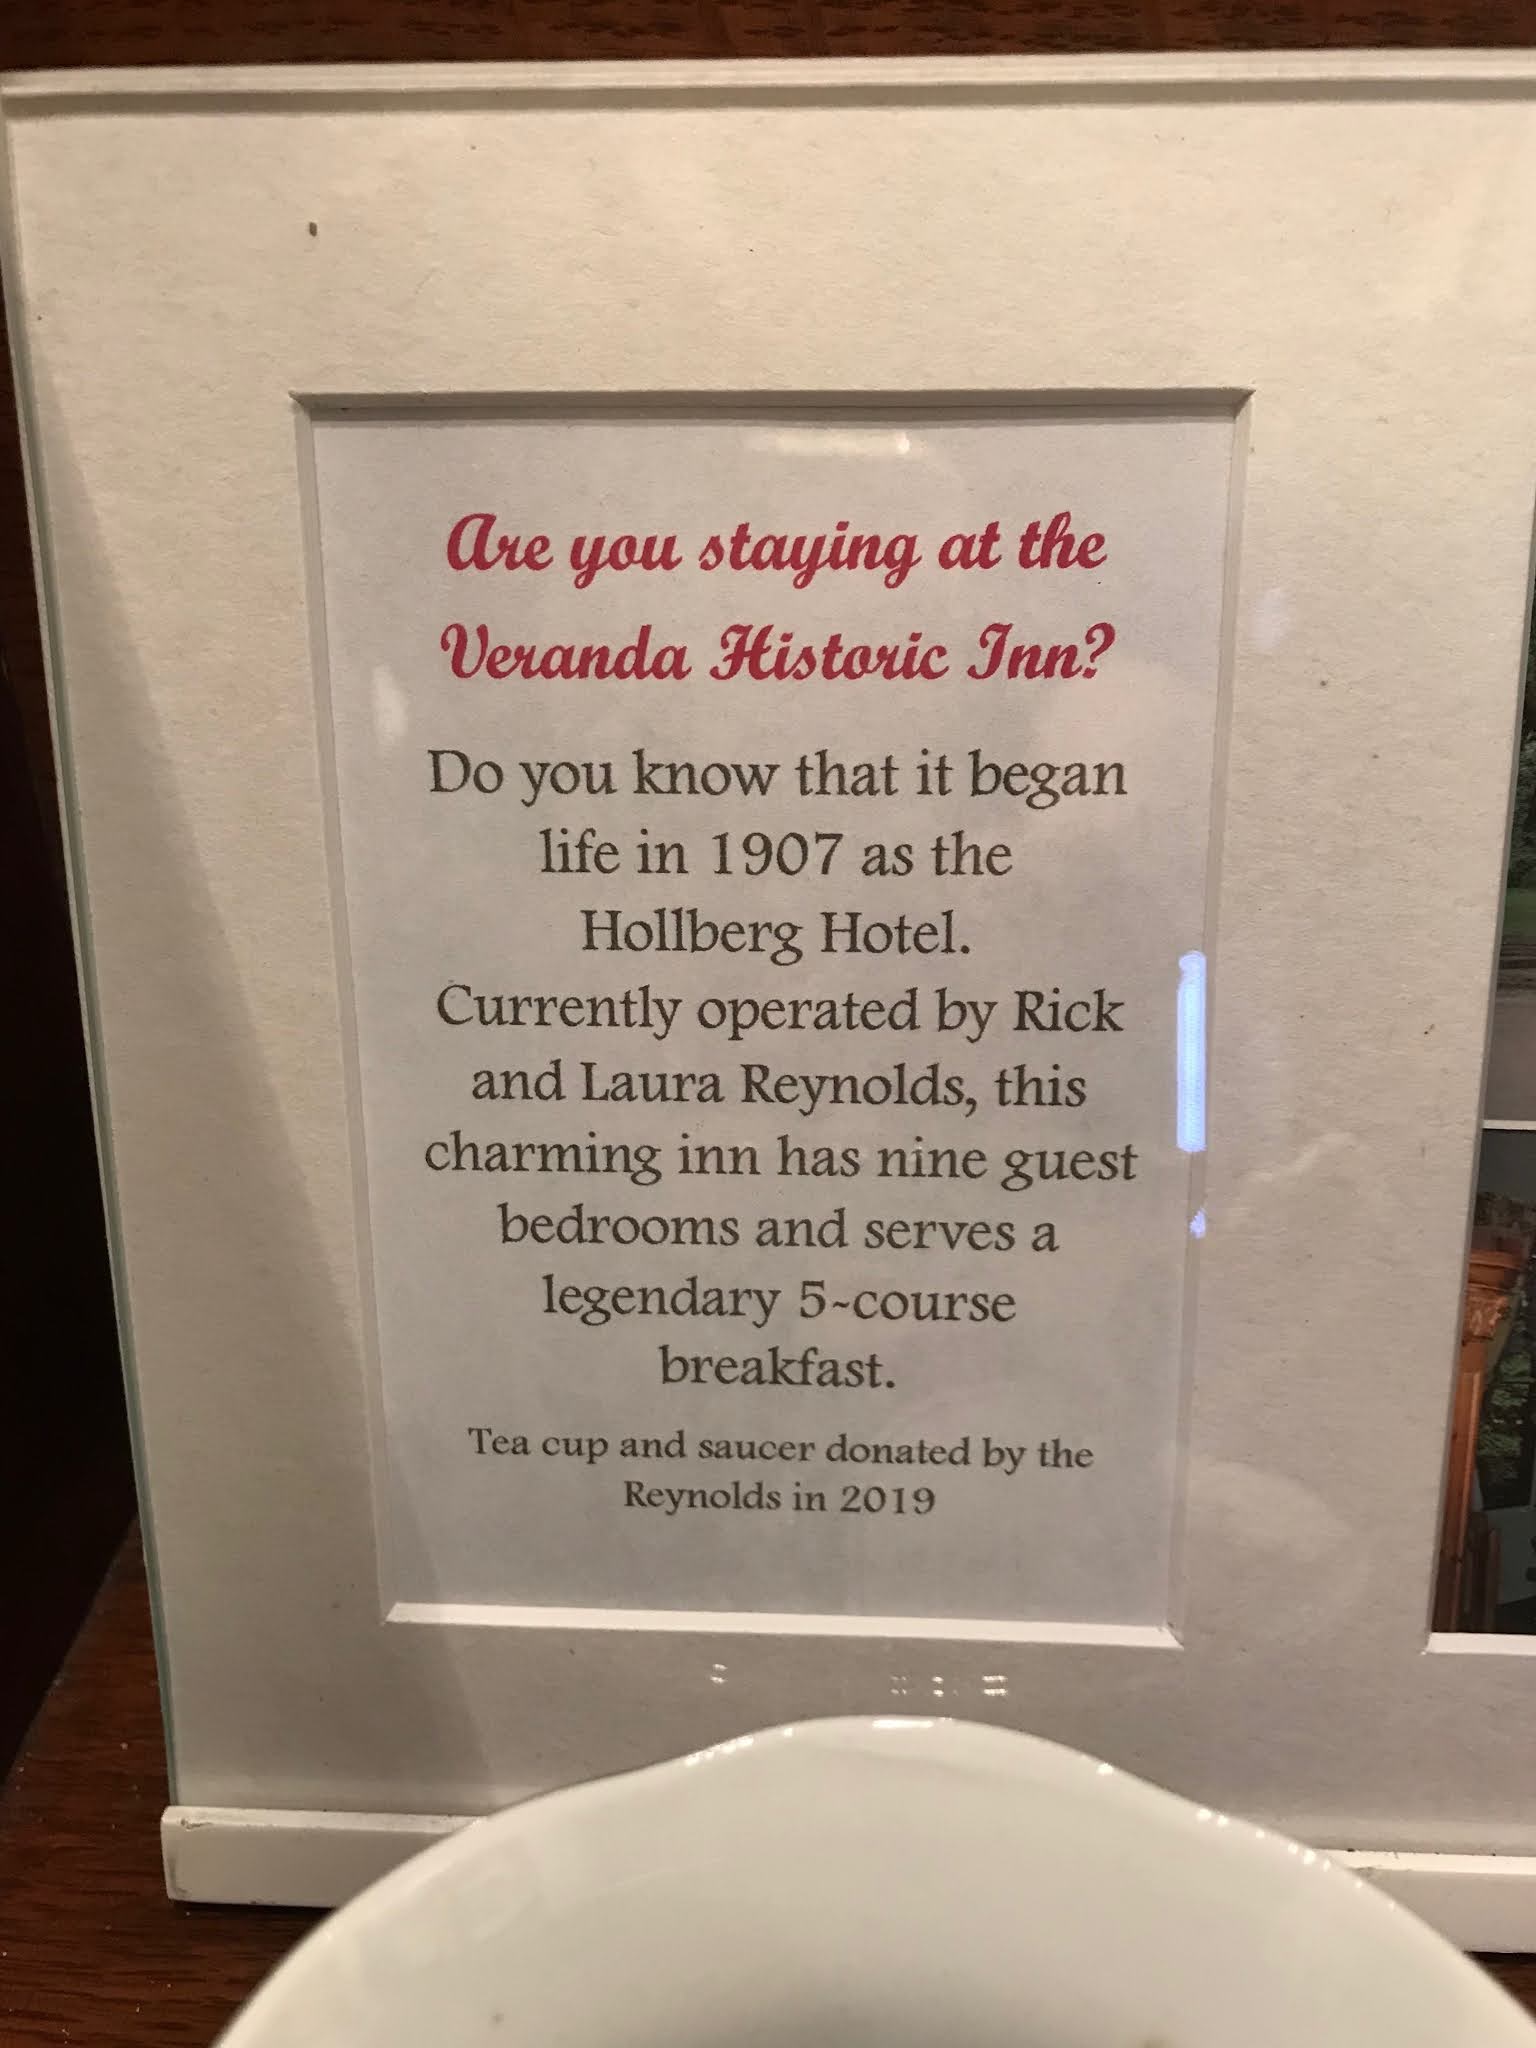 Are you staying at the
Veranda Historic Inn?
Do you know that it began
life in 1907 as the
Hollberg Hotel.
Currently operated by Rick
and Laura Reynolds, this
charming inn has nine guest
bedrooms and serves a
legendary 5-course
breakfast.
Tea cup and saucer donated by the
Reynolds in 2019